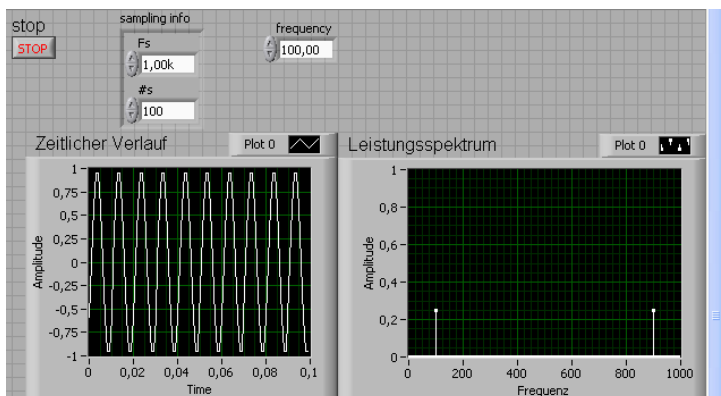 stop
STOP
sampling info
Fs
1,00k
#s
100
frequency
100,00
Zeitlicher Verlauf
Plot 0
Amplitude
1
0,75
0,5
0,25
0
-0,25
-0,5
-0,75
-1
0 0,02 0,04 0,06 0,08 0,1
Time
Leistungsspektrum
Plot 0
Amplitude
1
0,8
0,6
0,4
0,2
0
0 200 400 600 800 1000
Frequenz